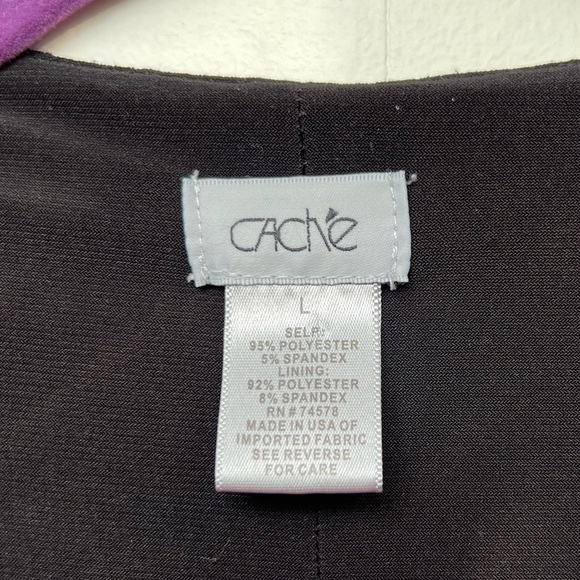 CACHÉ
L
SELF:
95% POLYESTER
5% SPANDEX
LINING:
92% POLYESTER
8% SPANDEX
RN # 74578
MADE IN USA OF
IMPORTED FABRIC
SEE REVERSE
FOR CARE